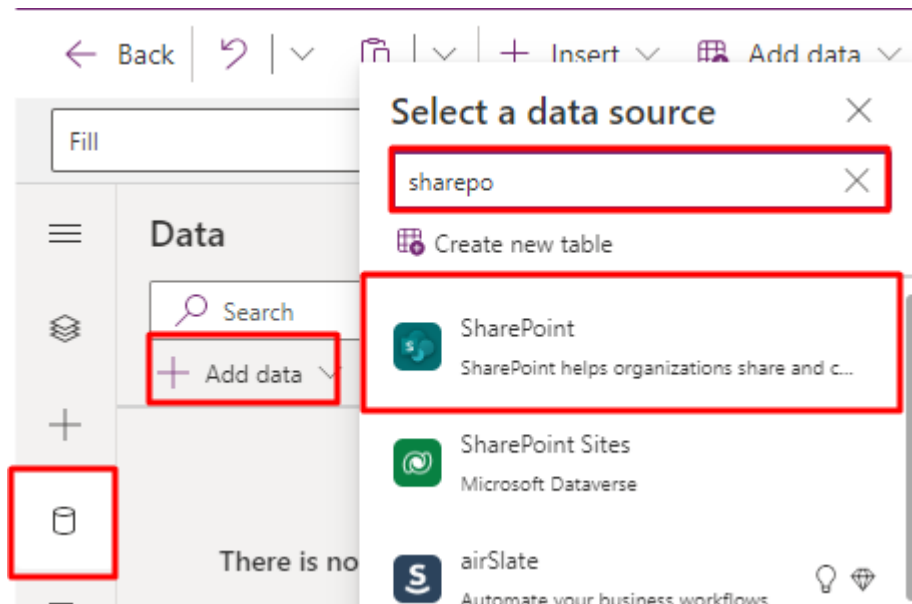 Back
Insert
Add data
Select a data source
Fill
sharepo
Data
Create new table
Search
SharePoint
SharePoint helps organizations share and c...
Add data
SharePoint Sites
Microsoft Dataverse
There is no
airSlate
Automate your business workflows